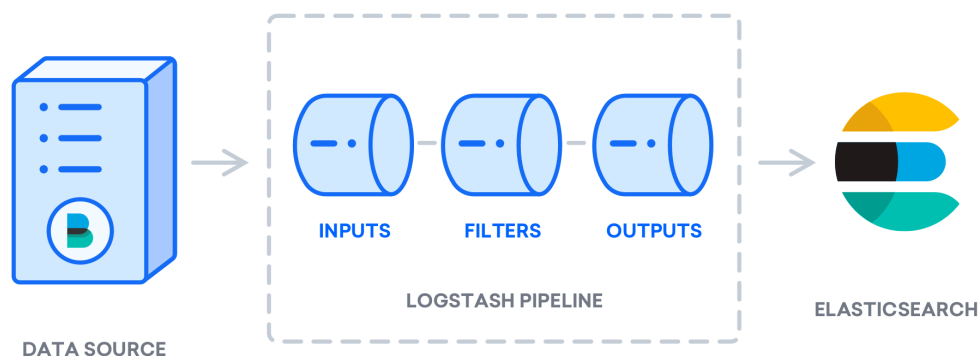 INPUTS
FILTERS
OUTPUTS
LOGSTASH PIPELINE
ELASTICSEARCH
DATA SOURCE